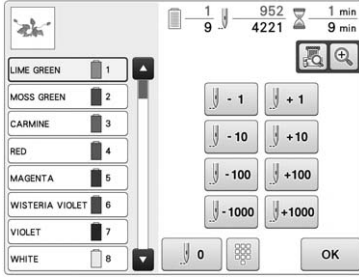 1 952 1 min
9 4221 9 min
LIME GREEN 1
MOSS GREEN 2
CARMINE 3
RED 4
MAGENTA 5
WISTERIA VIOLET 6
VIOLET 7
WHITE 8
- 1 + 1
- 10 +10
-100 +100
-1000 +1000
0 OK